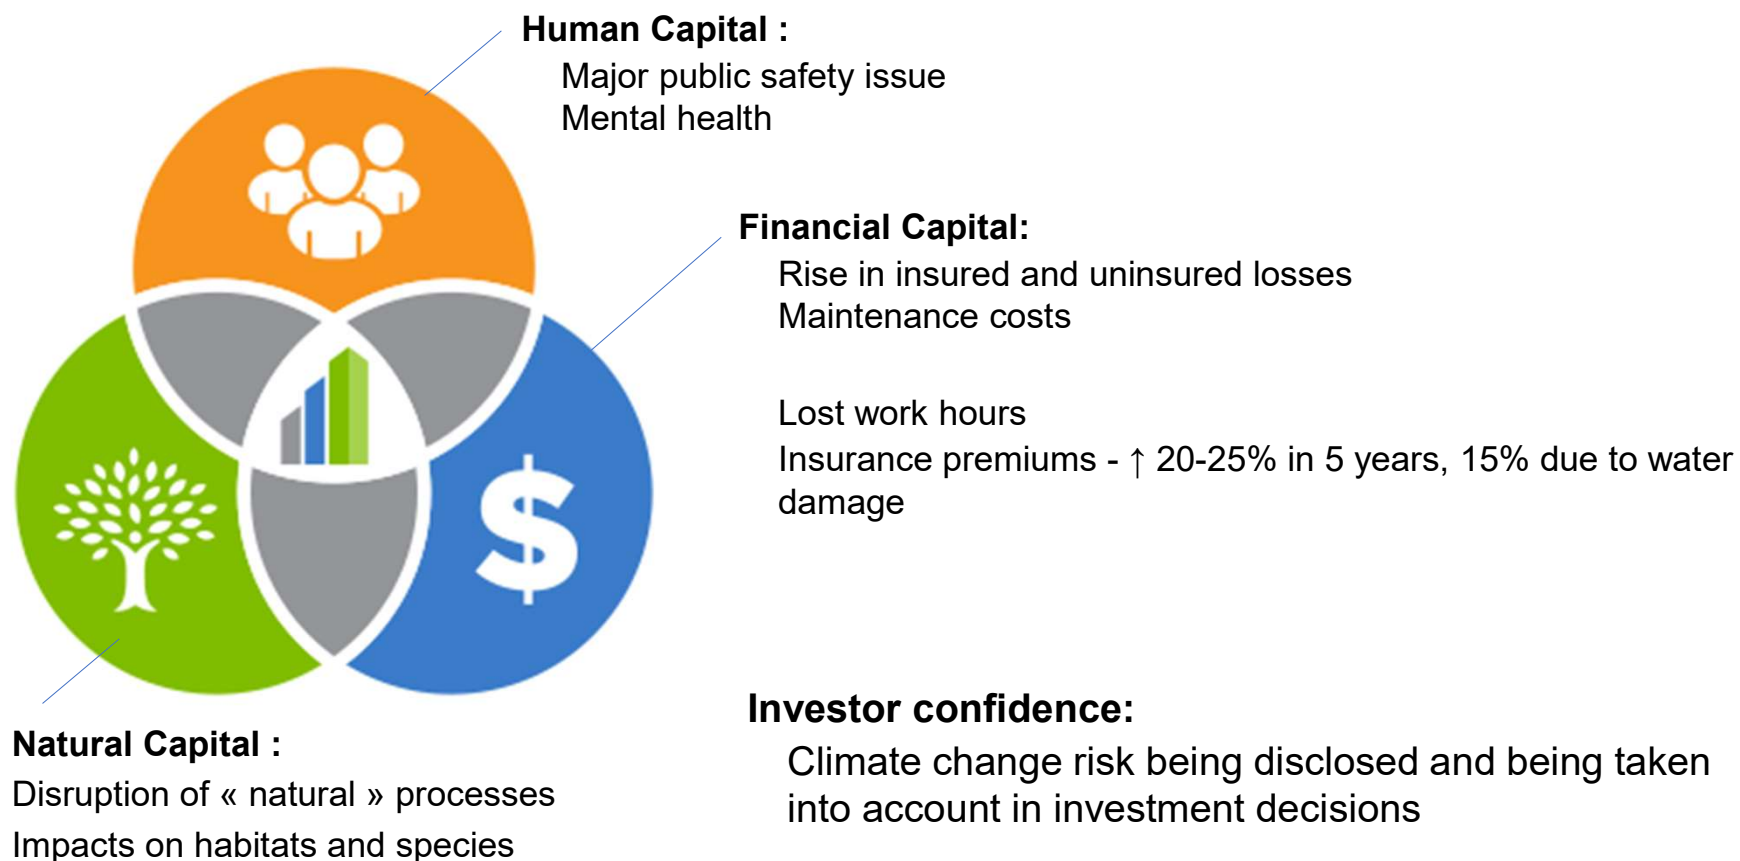 Human Capital :
Major public safety issue
Mental health
Financial Capital:
Rise in insured and uninsured losses
Maintenance costs
Lost work hours
Insurance premiums - ↑ 20-25% in 5 years, 15% due to water
damage
$
Investor confidence:
Climate change risk being disclosed and being taken
into account in investment decisions
Natural Capital :
Disruption of « natural » processes
Impacts on habitats and species